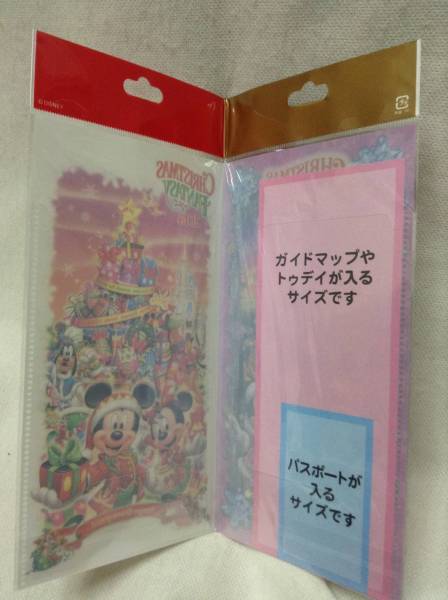 © DISNEY
CHRISTMAS
FANTASY
ガイドマップや
トゥデイが入る
サイズです
パスポートが
入る
サイズです